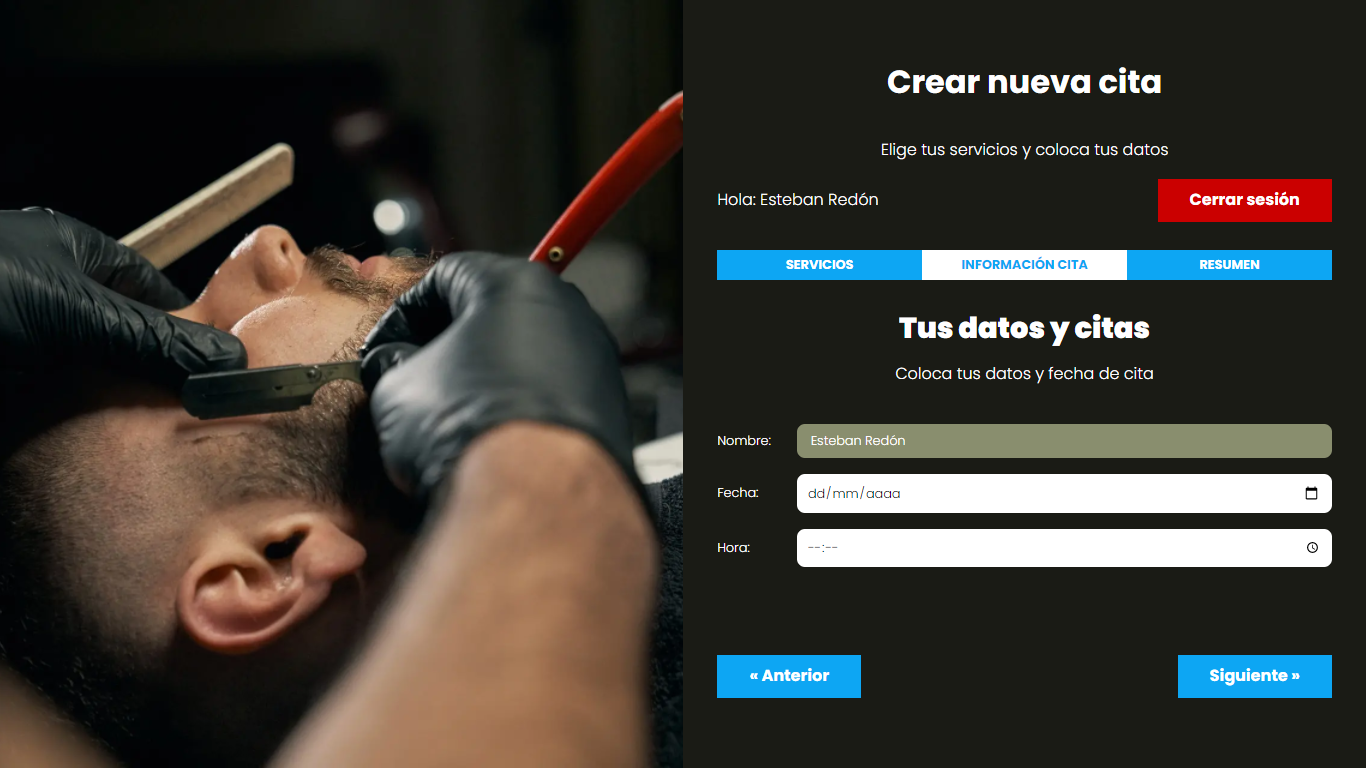 Crear nueva cita
Elige tus servicios y coloca tus datos
Hola: Esteban Redón
Cerrar sesión
SERVICIOS
INFORMACIÓN CITA
RESUMEN
Tus datos y citas
Coloca tus datos y fecha de cita
Nombre:
Esteban Redón
Fecha:
dd/mm/aaaa
Hora:
--:--
« Anterior
Siguiente »